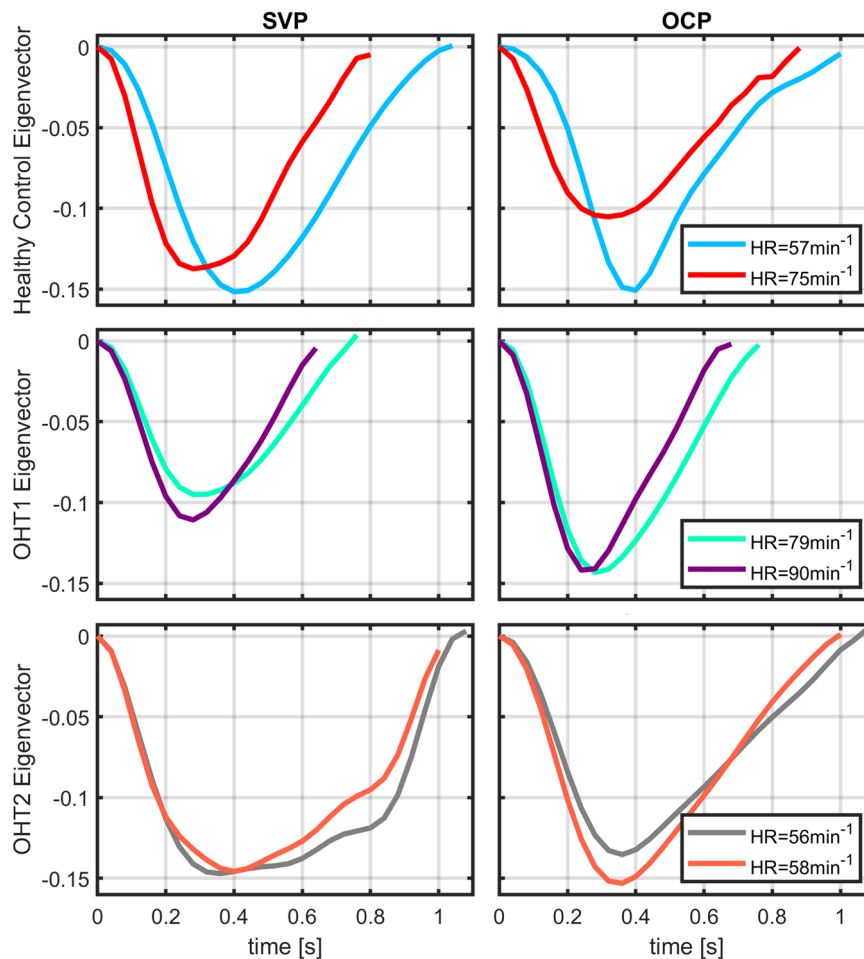 SVP
OCP
Healthy Control Eigenvector
0
-0.05
-0.1
-0.15
HR=57min-1
HR=75min-1
OHT1 Eigenvector
0
-0.05
-0.1
-0.15
HR=79min-1
HR=90min-1
OHT2 Eigenvector
0
-0.05
-0.1
-0.15
HR=56min-1
HR=58min-1
0 0.2 0.4 0.6 0.8 1
0 0.2 0.4 0.6 0.8 1
time [s]
time [s]